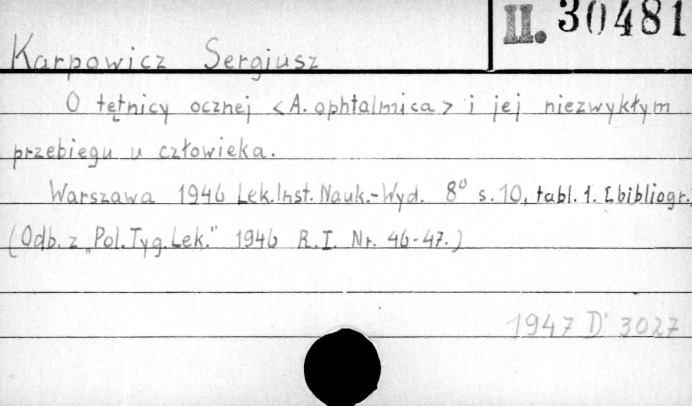 II. 30481
Karpowicz Sergiusz
O tętnicy ocznej <A. ophtalmica> i jej niezwykłym
przebiegu u człowieka.
Warszawa 1946 Lek.Inst.Nauk.-Wyd. 8° s.10, tabl.1. [bibliogr.
(Odb. z „Pol.Tyg.Lek." 1946 R.I. Nr. 46-47.)
1947 D 3027